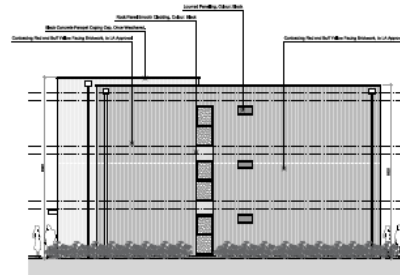 Louvred Panelling, Colour: Black
Rock Panel Smooth Cladding, Colour: Black
Black Concrete Parapet Coping Cap, Once Weathered,
Contrasting Red and Buff Yellow Facing Brickwork, to LA Approval
Contrasting Red and Buff Yellow Facing Brickwork, to LA Approval